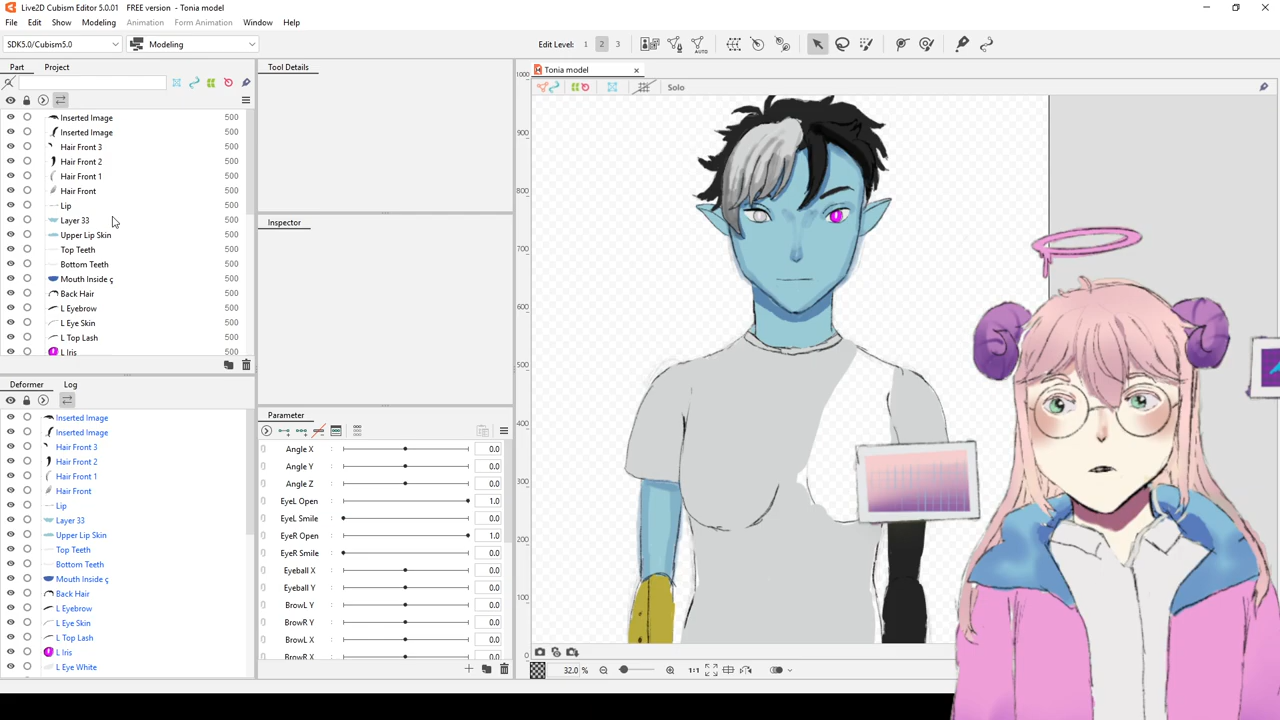 Live2D Cubism Editor 5.0.01 FREE version - Tonia model
File Edit Show Modeling Animation Form Animation Window Help
SDK5.0/Cubism5.0 Modeling Edit Level: 1 2 3
Part Project
Inserted Image 500
Inserted Image 500
Hair Front 3 500
Hair Front 2 500
Hair Front 1 500
Hair Front 500
Lip 500
Layer 33 500
Upper Lip Skin 500
Top Teeth 500
Bottom Teeth 500
Mouth Inside ç 500
Back Hair 500
L Eyebrow 500
L Eye Skin 500
L Top Lash 500
L Iris 500
Deformer Log
Inserted Image
Inserted Image
Hair Front 3
Hair Front 2
Hair Front 1
Hair Front
Lip
Layer 33
Upper Lip Skin
Top Teeth
Bottom Teeth
Mouth Inside ç
Back Hair
L Eyebrow
L Eye Skin
L Top Lash
L Iris
L Eye White
Tool Details
Inspector
Parameter
Angle X 0.0
Angle Y 0.0
Angle Z 0.0
EyeL Open 1.0
EyeL Smile 0.0
EyeR Open 1.0
EyeR Smile 0.0
Eyeball X 0.0
Eyeball Y 0.0
BrowL Y 0.0
BrowR Y 0.0
BrowL X 0.0
BrowR X 0.0
Tonia model
Solo
1000
900
800
700
600
500
400
300
200
100
0
32.0 % 1:1